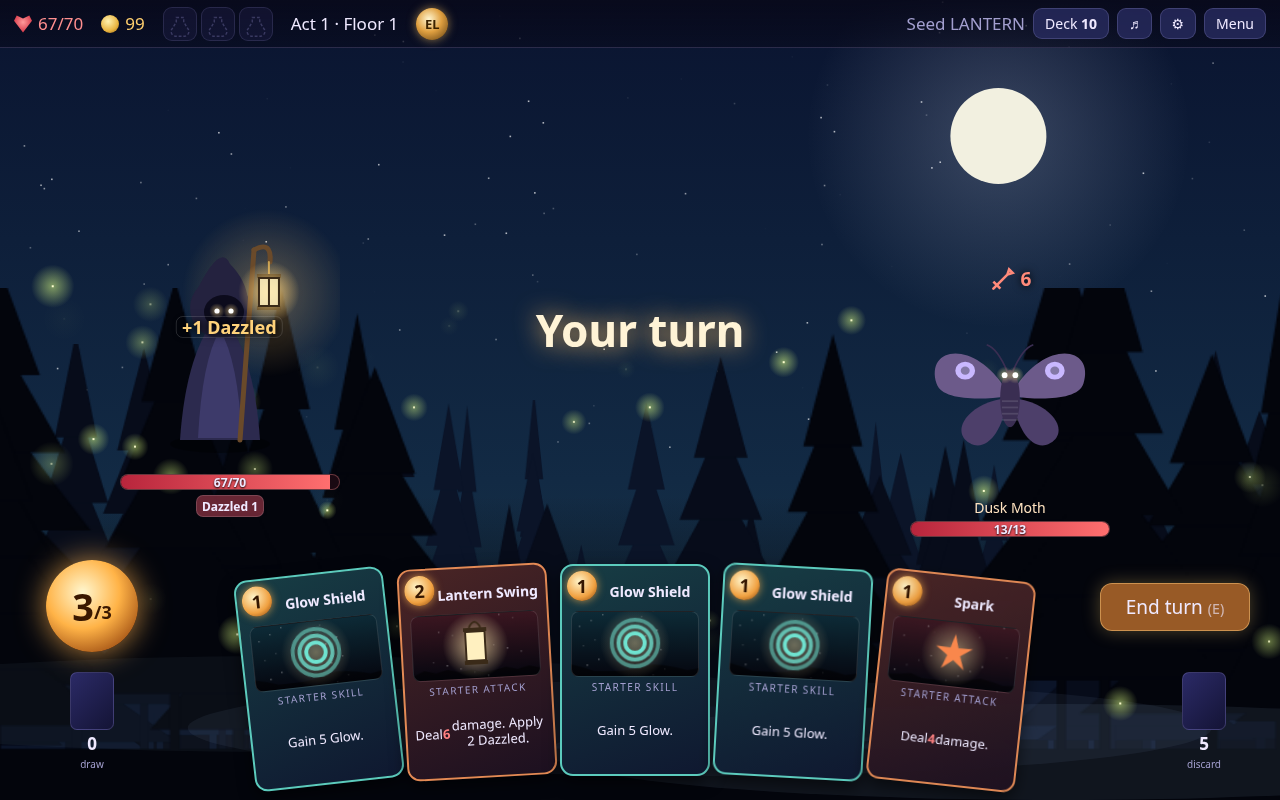 67/70
99
Act 1 · Floor 1
EL
Seed LANTERN
Deck 10
Menu
6
+1 Dazzled
Your turn
67/70
Dazzled 1
Dusk Moth
13/13
3/3
0
draw
1
Glow Shield
STARTER SKILL
Gain 5 Glow.
2
Lantern Swing
STARTER ATTACK
Deal 6 damage. Apply
2 Dazzled.
1
Glow Shield
STARTER SKILL
Gain 5 Glow.
1
Glow Shield
STARTER SKILL
Gain 5 Glow.
1
Spark
STARTER ATTACK
Deal 4 damage.
End turn (E)
5
discard